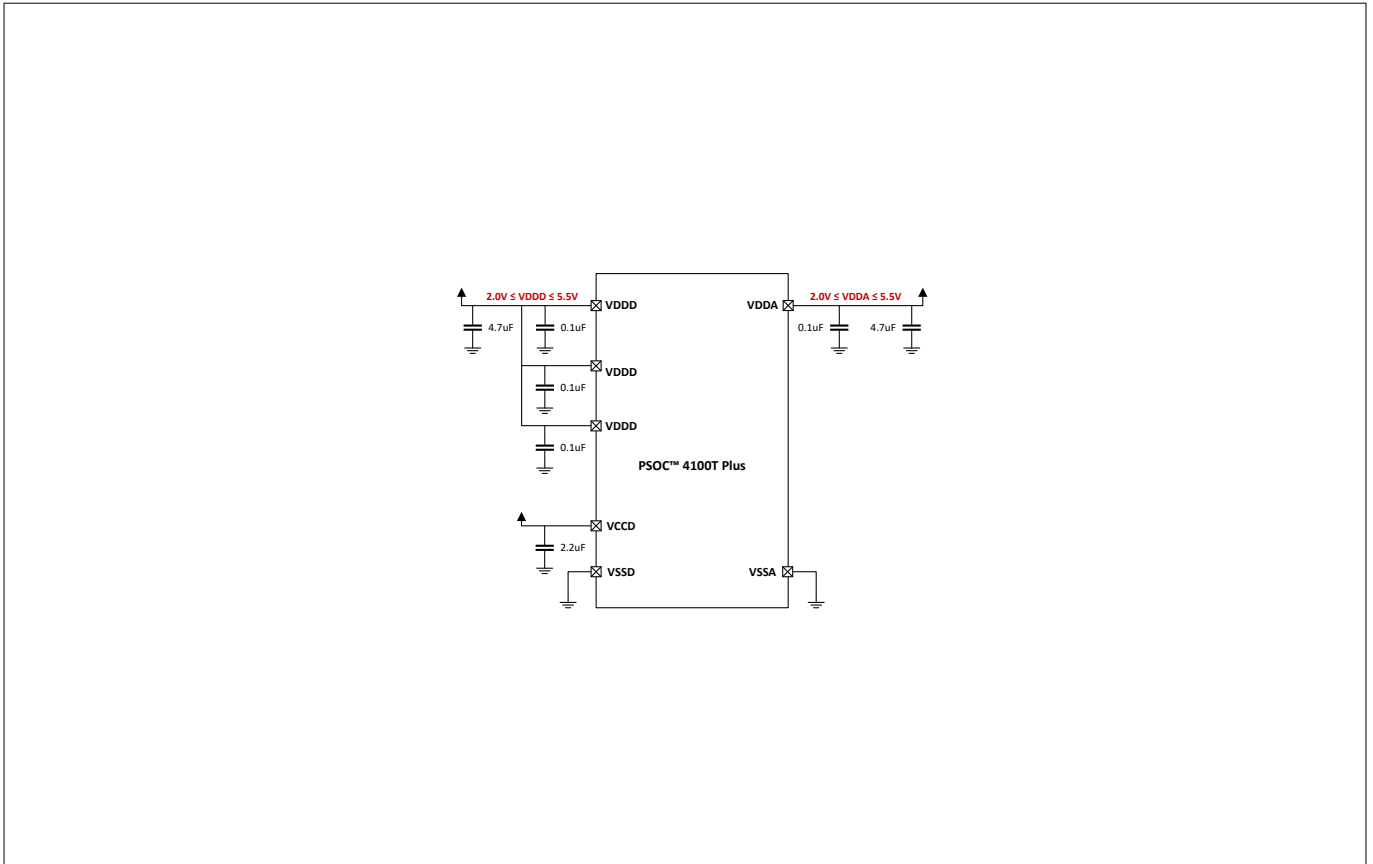 2.0V ≤ VDDD ≤ 5.5V
VDDD
VDDA
2.0V ≤ VDDA ≤ 5.5V
4.7uF
0.1uF
0.1uF
4.7uF
VDDD
0.1uF
VDDD
0.1uF
PSOC™ 4100T Plus
VCCD
2.2uF
VSSD
VSSA